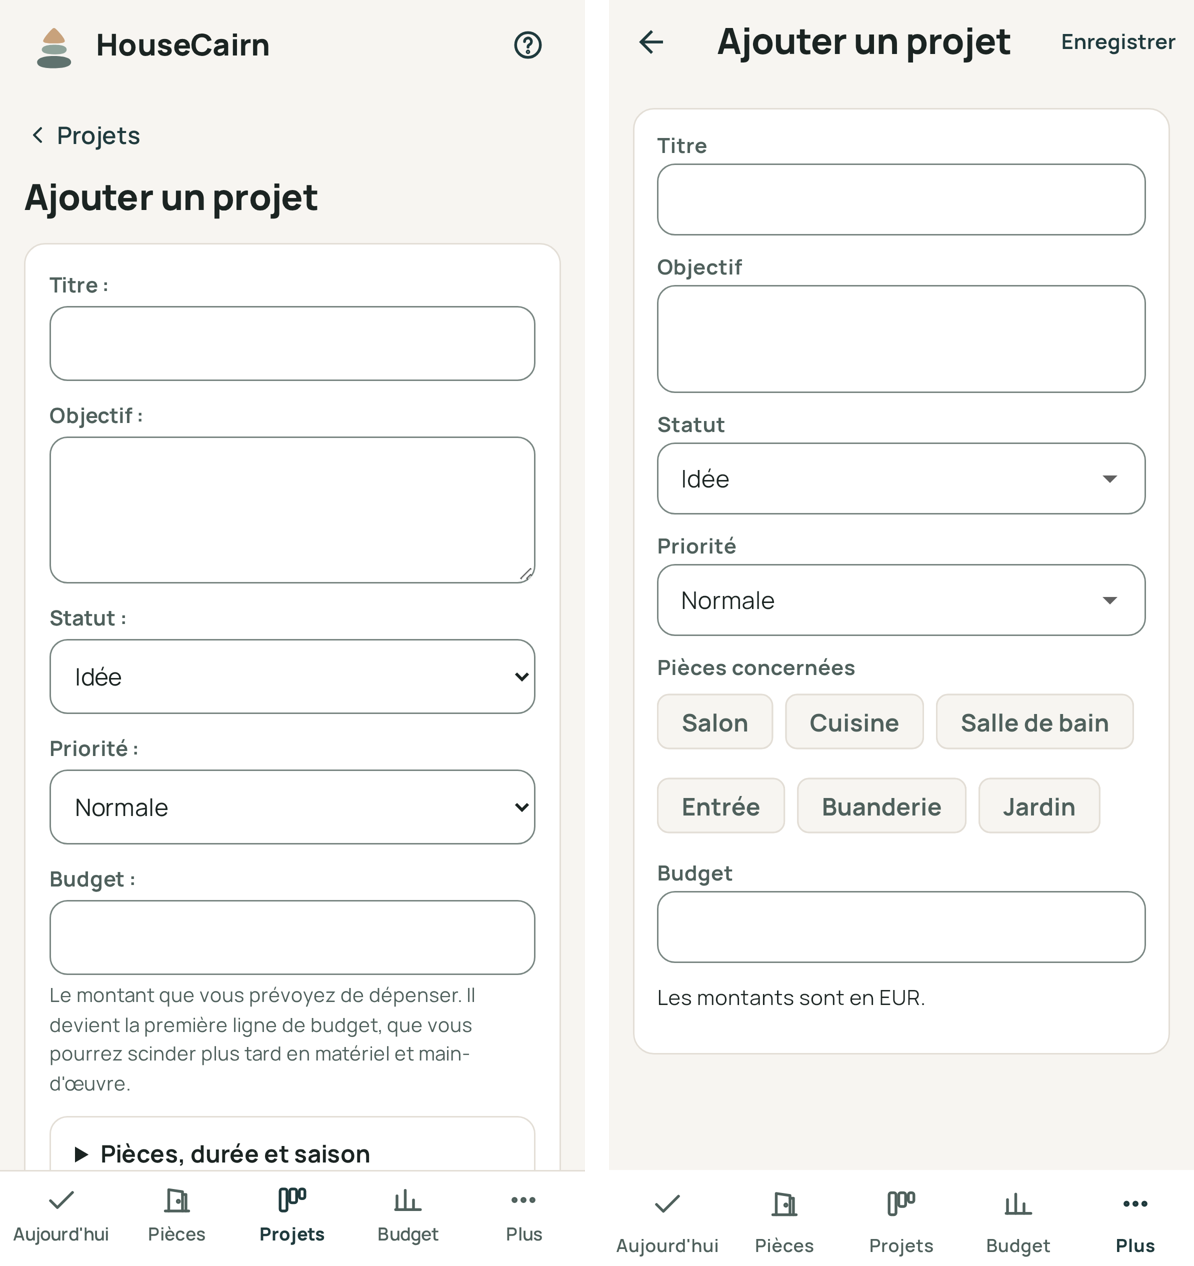 HouseCairn
Projets
Ajouter un projet
Titre :
Objectif :
Statut :
Idée
Priorité :
Normale
Budget :
Le montant que vous prévoyez de dépenser. Il
devient la première ligne de budget, que vous
pourrez scinder plus tard en matériel et main-
d'œuvre.
Pièces, durée et saison
Aujourd'hui
Pièces
Projets
Budget
Plus
Ajouter un projet
Enregistrer
Titre
Objectif
Statut
Idée
Priorité
Normale
Pièces concernées
Salon
Cuisine
Salle de bain
Entrée
Buanderie
Jardin
Budget
Les montants sont en EUR.
Aujourd'hui
Pièces
Projets
Budget
Plus